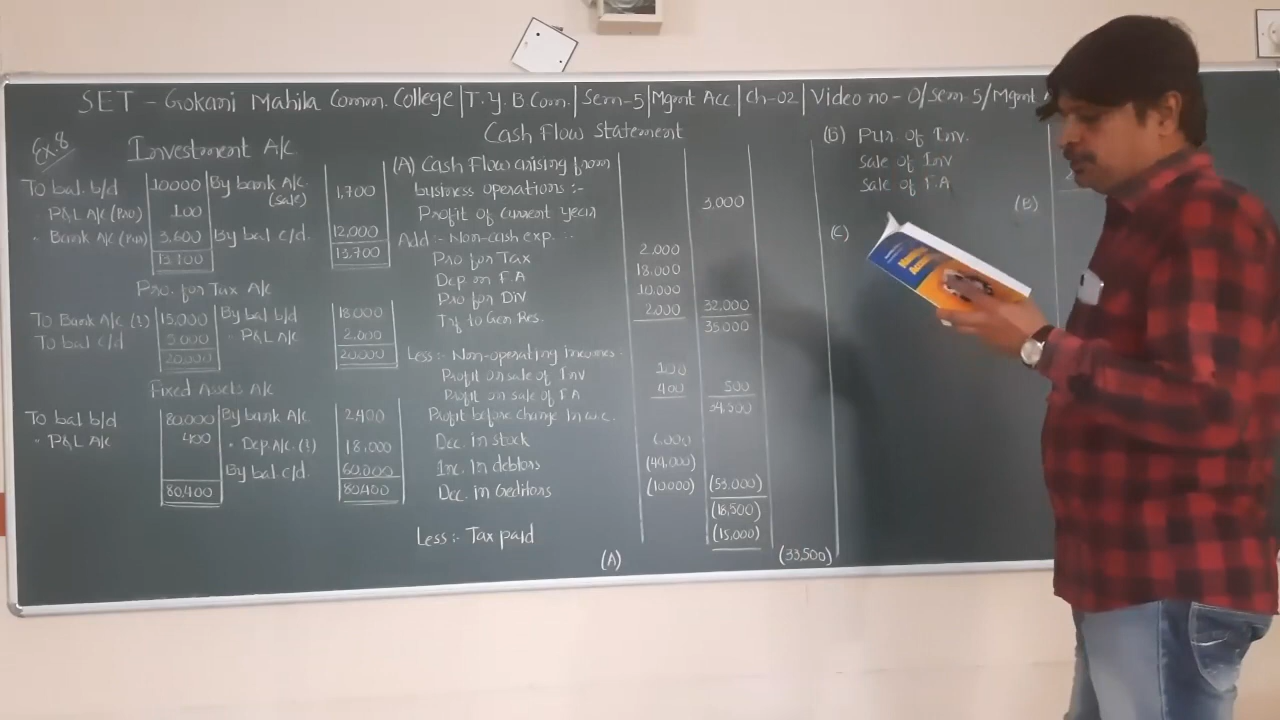 SET - Gokani Mahila Comm. College | T.Y. B Com. | Sem-5 | Mgmt Acc | Ch-02 | Video no - 0/Sem 5/Mgmt
Ex.8
Investment A/c.
To bal. b/d 10000 By bank A/c. (sale) 1,700
" P&L A/c (Pro) 100
" Bank A/c (Pur) 3,600 By bal c/d. 12,000
13,700 13,700
Pro. for Tax A/c
To Bank A/c (?) 15,000 By bal b/d 18,000
To bal c/d 5,000 " P&L A/c 2,000
20,000 20,000
Fixed Assets A/c
To bal b/d 80,000 By bank A/c. 2,400
" P&L A/c 400 " Dep. A/c. (?) 18,000
By bal. c/d. 60,000
80,400 80,400
Cash Flow Statement
(A) Cash Flow arising from
business operations :-
Profit of current year 3,000
Add :- Non-cash exp. :-
Pro for Tax 2,000
Dep. on F.A 18,000
Pro for Div 10,000
Trf to Gen. Res. 2,000 32,000
35,000
Less :- Non-operating incomes -
Profit on sale of Inv 100
Profit on sale of F.A 400 500
Profit before change in w.c. 34,500
Dec. in stock
Inc. in debtors (44,000)
Dec. in Creditors (10000) (53,000)
(18,500)
Less :- Tax paid (15,000)
(A) (33,500)
(B) Pur. of Inv.
Sale of Inv
Sale of F.A
(B)
(C)